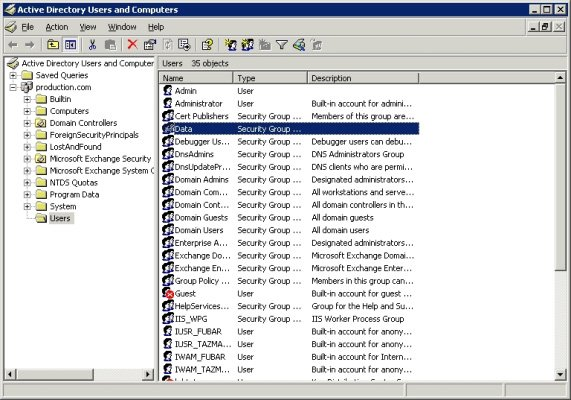 Active Directory Users and Computers
File Action View Window Help
Active Directory Users and Computer
Saved Queries
production.com
Builtin
Computers
Domain Controllers
ForeignSecurityPrincipals
LostAndFound
Microsoft Exchange Security
Microsoft Exchange System O
NTDS Quotas
Program Data
System
Users
Users 35 objects
Name Type Description
Admin User
Administrator User Built-in account for admini...
Cert Publishers Security Group ... Members of this group are...
Data Security Group ...
Debugger Us... Security Group ... Debugger users can debu...
DnsAdmins Security Group ... DNS Administrators Group
DnsUpdatePr... Security Group ... DNS clients who are permi...
Domain Admins Security Group ... Designated administrators...
Domain Com... Security Group ... All workstations and serve...
Domain Cont... Security Group ... All domain controllers in th...
Domain Guests Security Group ... All domain guests
Domain Users Security Group ... All domain users
Enterprise A... Security Group ... Designated administrators...
Exchange Do... Security Group ... Microsoft Exchange Domai...
Exchange En... Security Group ... Microsoft Exchange Enter...
Group Policy ... Security Group ... Members in this group can...
Guest User Built-in account for guest ...
HelpServices... Security Group ... Group for the Help and Su...
IIS_WPG Security Group ... IIS Worker Process Group
IUSR_FUBAR User Built-in account for anony...
IUSR_TAZMA... User Built-in account for anony...
IWAM_FUBAR User Built-in account for Intern...
IWAM_TAZMA... User Built-in account for anony...